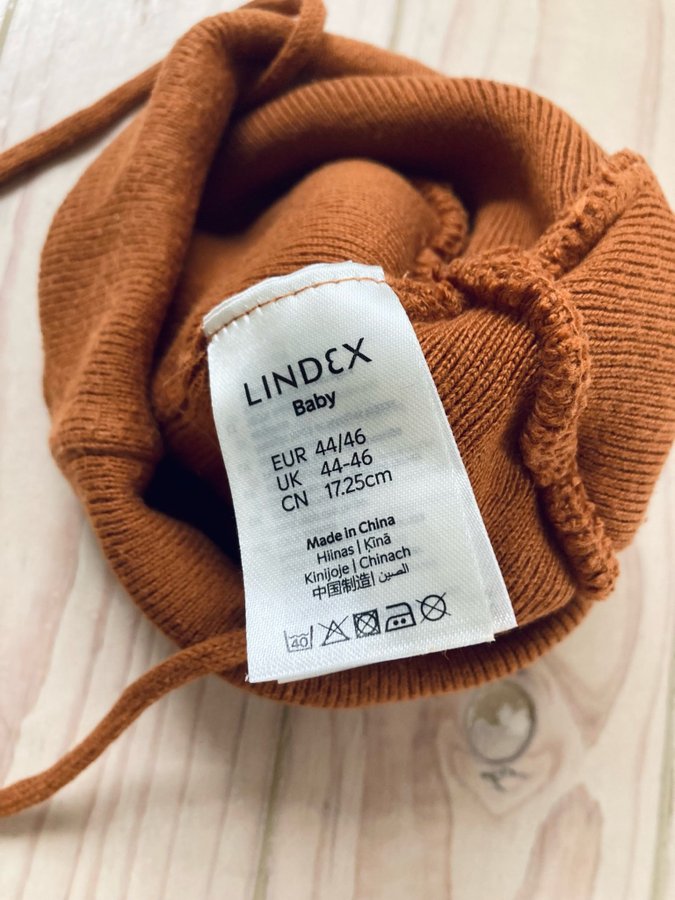 LINDEX
Baby
EUR 44/46
UK 44-46
CN 17.25cm
Made in China
Hiinas | Ķīnā
Kinijoje | Chinach
中国制造| الصين
40